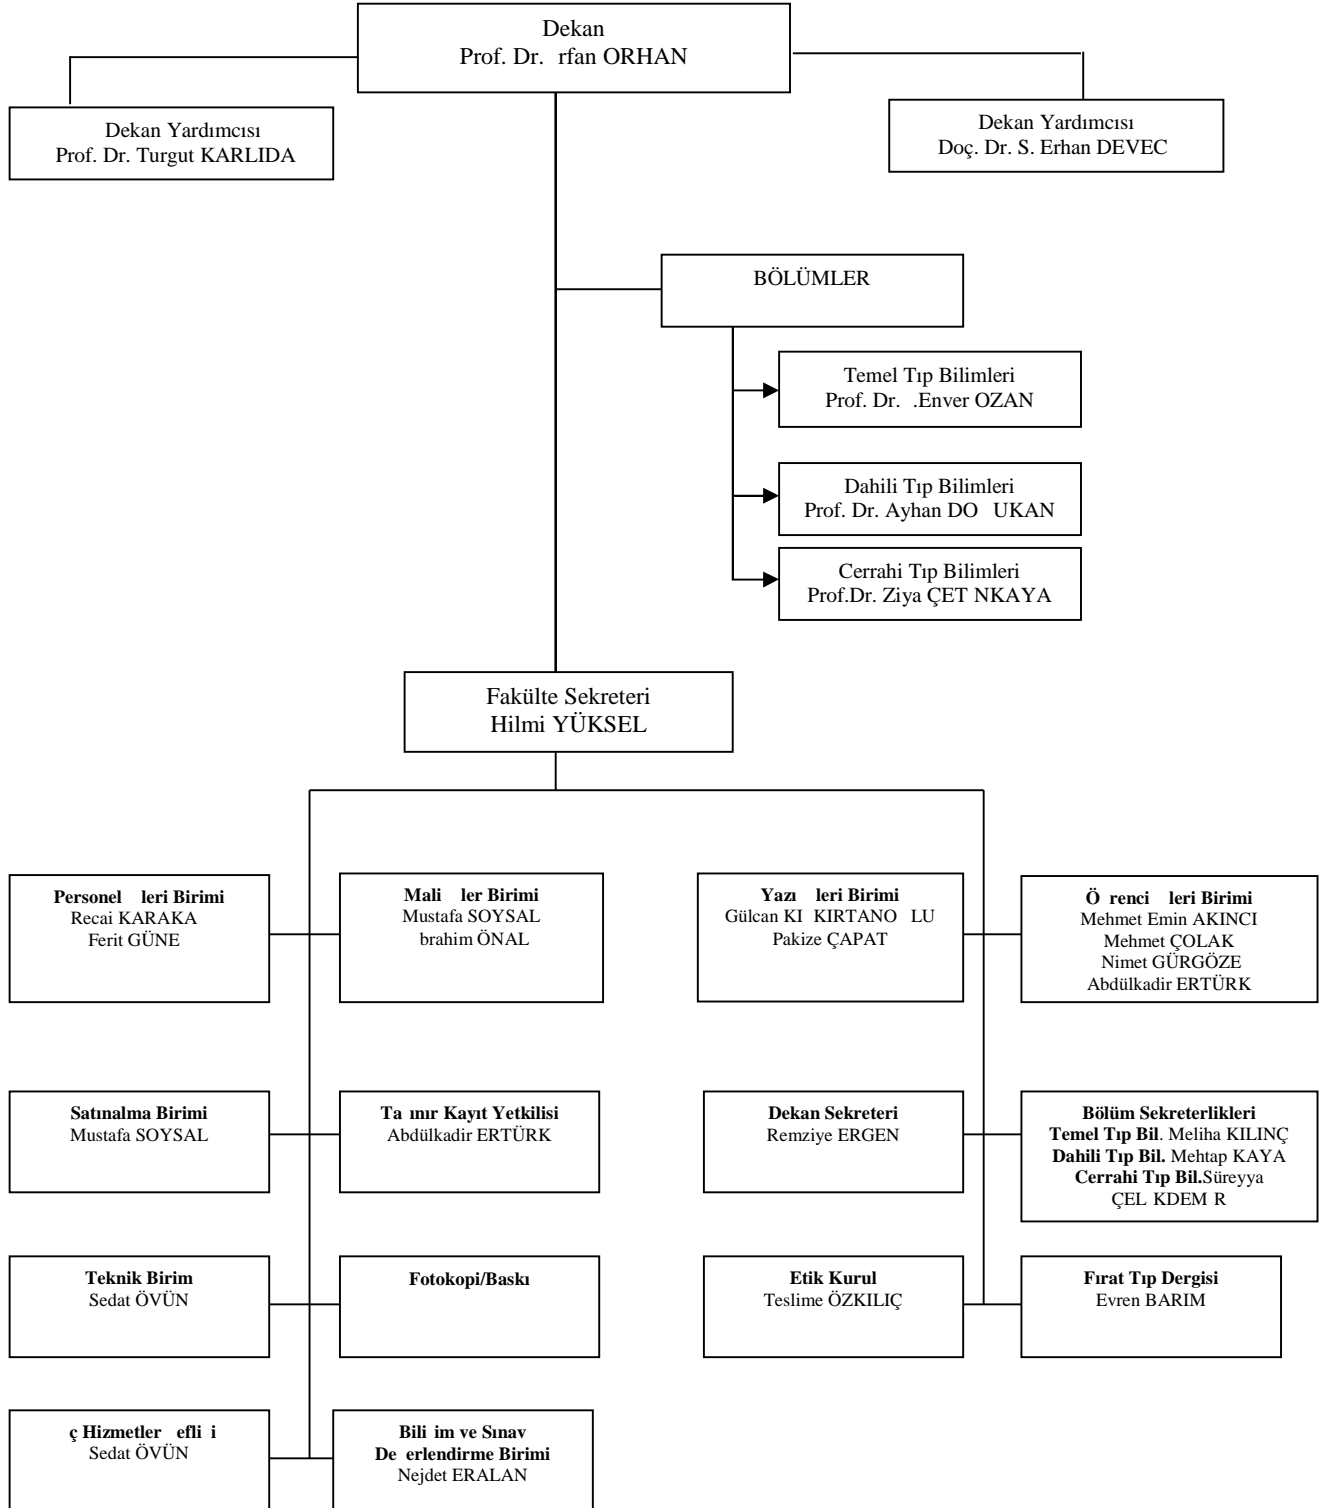 Dekan
Prof. Dr. rfan ORHAN
Dekan Yardımcısı
Prof. Dr. Turgut KARLIDA
Dekan Yardımcısı
Doç. Dr. S. Erhan DEVEC
BÖLÜMLER
Temel Tıp Bilimleri
Prof. Dr. .Enver OZAN
Dahili Tıp Bilimleri
Prof. Dr. Ayhan DO UKAN
Cerrahi Tıp Bilimleri
Prof.Dr. Ziya ÇET NKAYA
Fakülte Sekreteri
Hilmi YÜKSEL
Personel leri Birimi
Recai KARAKA
Ferit GÜNE
Mali ler Birimi
Mustafa SOYSAL
brahim ÖNAL
Yazı leri Birimi
Gülcan KI KIRTANO LU
Pakize ÇAPAT
Ö renci leri Birimi
Mehmet Emin AKINCI
Mehmet ÇOLAK
Nimet GÜRGÖZE
Abdülkadir ERTÜRK
Satınalma Birimi
Mustafa SOYSAL
Ta ınır Kayıt Yetkilisi
Abdülkadir ERTÜRK
Dekan Sekreteri
Remziye ERGEN
Bölüm Sekreterlikleri
Temel Tıp Bil. Meliha KILINÇ
Dahili Tıp Bil. Mehtap KAYA
Cerrahi Tıp Bil.Süreyya
ÇEL KDEM R
Teknik Birim
Sedat ÖVÜN
Fotokopi/Baskı
Etik Kurul
Teslime ÖZKILIÇ
Fırat Tıp Dergisi
Evren BARIM
ç Hizmetler efli i
Sedat ÖVÜN
Bili im ve Sınav
De erlendirme Birimi
Nejdet ERALAN